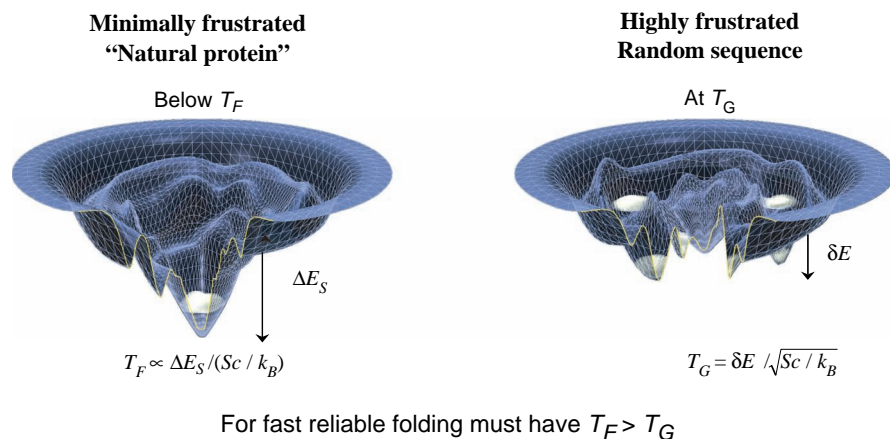 Minimally frustrated
“Natural protein”
Below T_F
ΔE_S
T_F ∝ ΔE_S/(Sc / k_B)
Highly frustrated
Random sequence
At T_G
δE
T_G = δE /√(Sc / k_B)
For fast reliable folding must have T_F > T_G